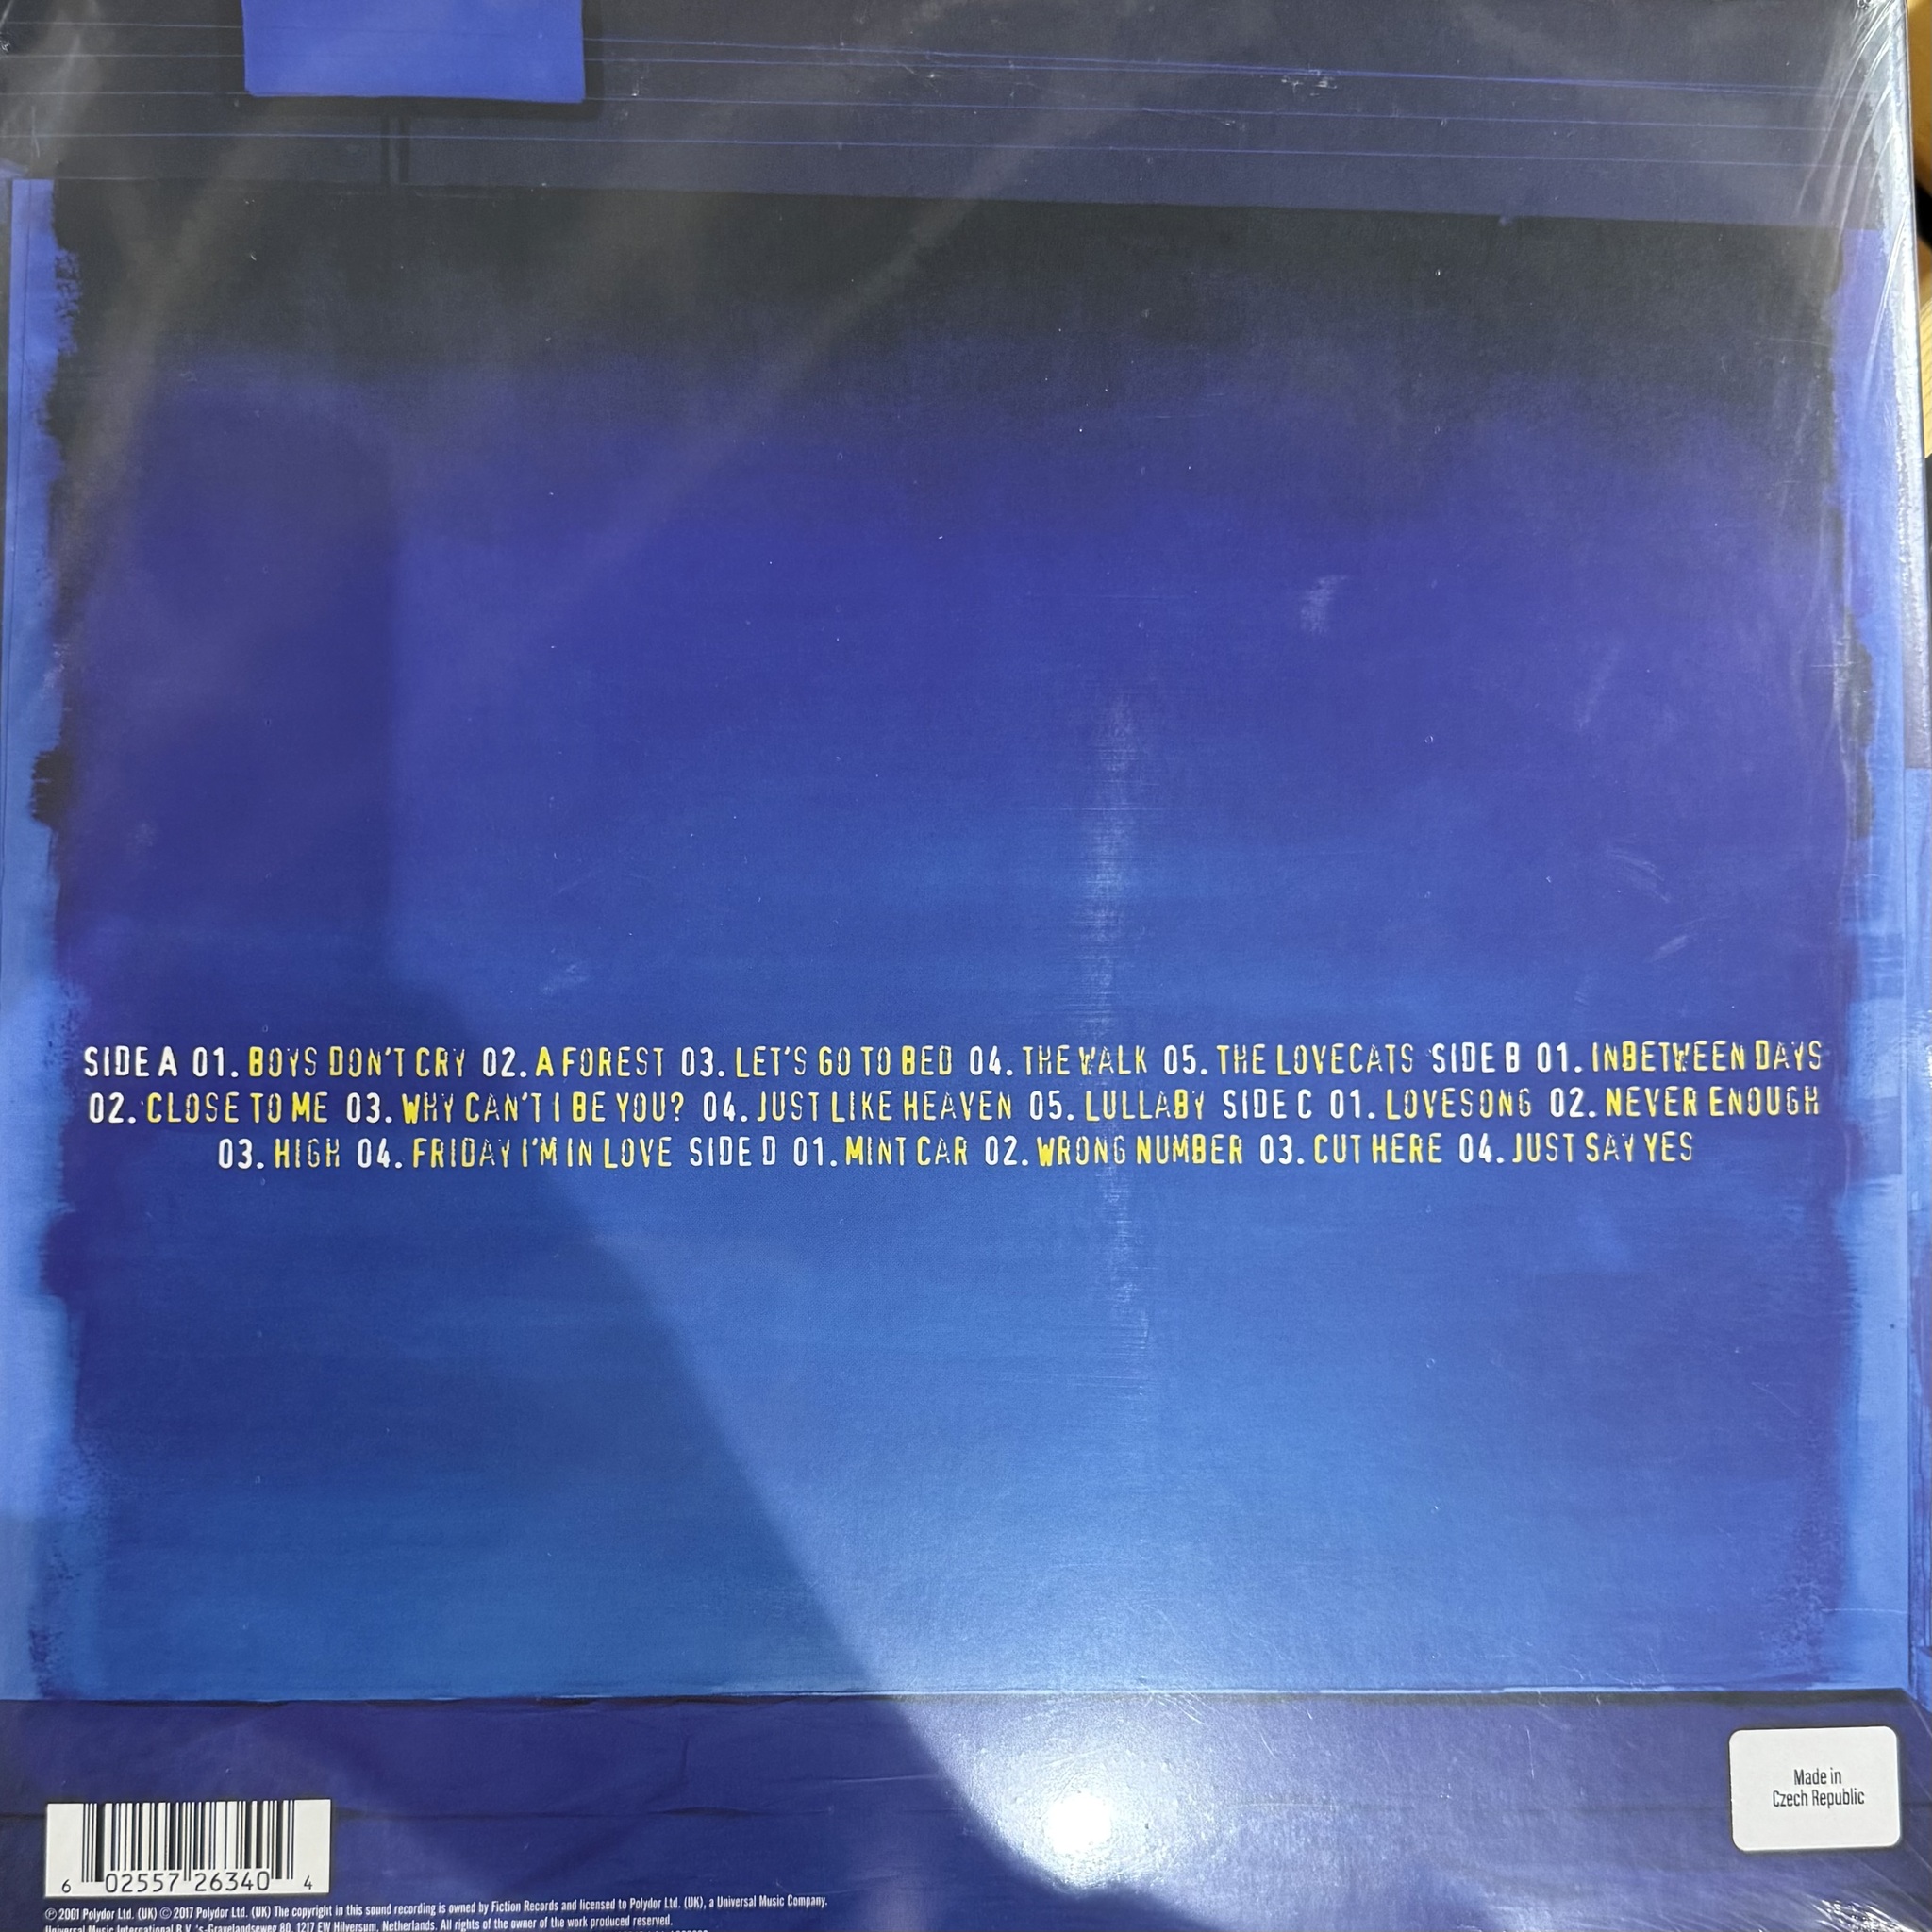 SIDE A 01. BOYS DON'T CRY 02. A FOREST 03. LET'S GO TO BED 04. THE WALK 05. THE LOVECATS SIDE B 01. INBETWEEN DAYS
02. CLOSE TO ME 03. WHY CAN'T I BE YOU? 04. JUST LIKE HEAVEN 05. LULLABY SIDE C 01. LOVESONG 02. NEVER ENOUGH
03. HIGH 04. FRIDAY I'M IN LOVE SIDE D 01. MINT CAR 02. WRONG NUMBER 03. CUT HERE 04. JUST SAY YES
Made in
Czech Republic
6 02557 26340 4
℗ 2001 Polydor Ltd. (UK) © 2017 Polydor Ltd. (UK) The copyright in this sound recording is owned by Fiction Records and licensed to Polydor Ltd. (UK), a Universal Music Company.
Universal Music International B.V. 's-Gravelandseweg 80, 1217 EW Hilversum, Netherlands. All rights of the owner of the work produced reserved.